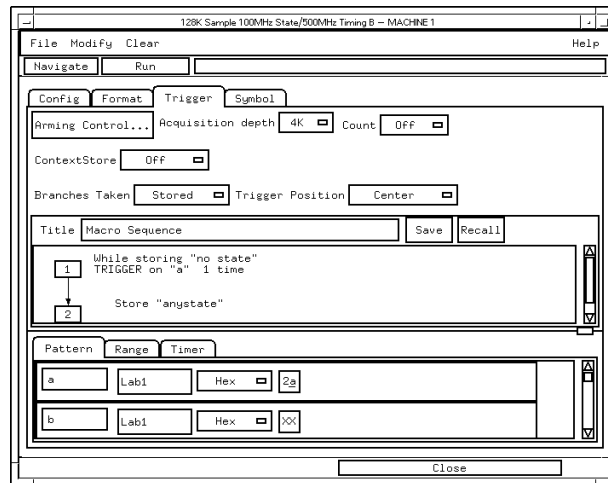 128K Sample 100MHz State/500MHz Timing B — MACHINE 1
File Modify Clear Help
Navigate Run
Config Format Trigger Symbol
Arming Control... Acquisition depth 4K Count Off
ContextStore Off
Branches Taken Stored Trigger Position Center
Title Macro Sequence Save Recall
While storing "no state"
1 TRIGGER on "a" 1 time
Store "anystate"
2
Pattern Range Timer
a Lab1 Hex 2a
b Lab1 Hex XX
Close